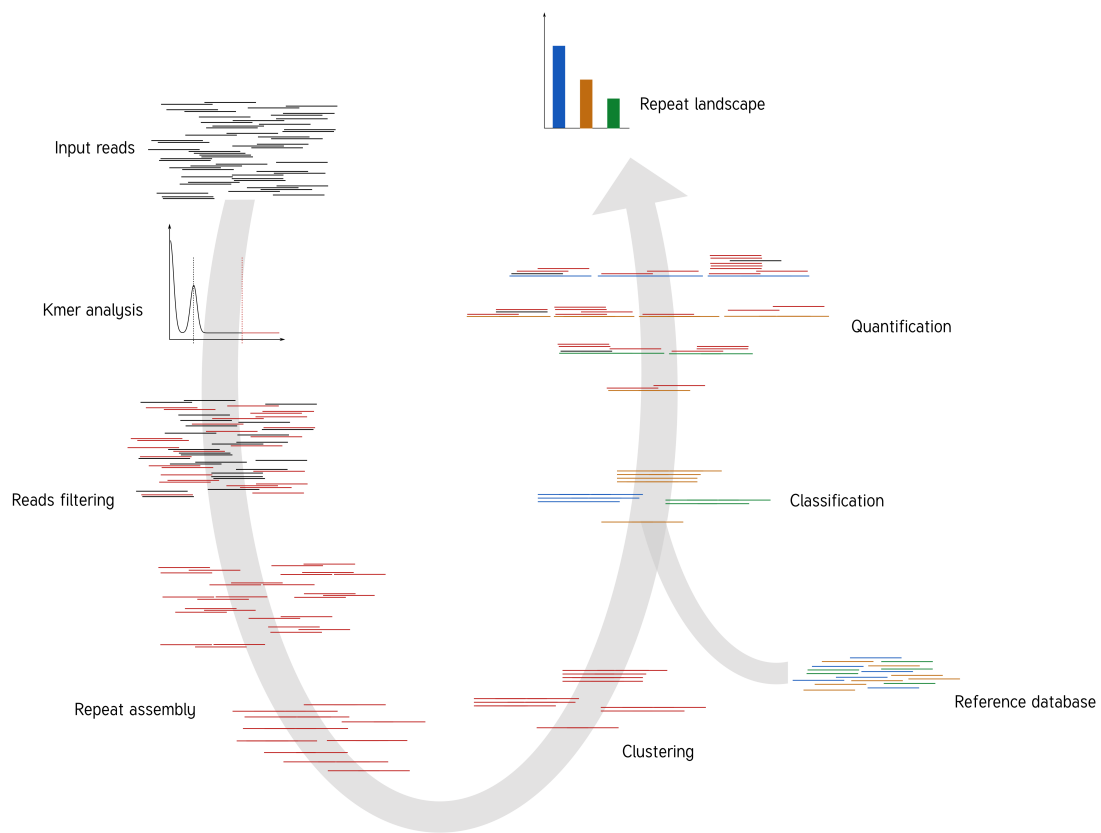 Input reads
Kmer analysis
Reads filtering
Repeat assembly
Clustering
Reference database
Classification
Quantification
Repeat landscape